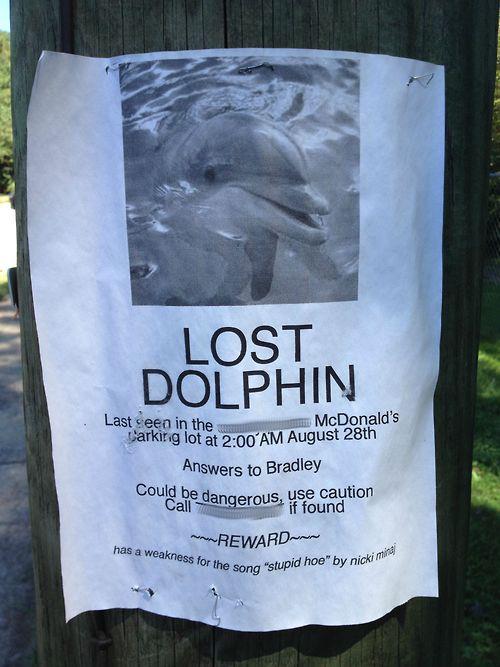 LOST
DOLPHIN
Last seen in the McDonald's
parking lot at 2:00 AM August 28th
Answers to Bradley
Could be dangerous, use caution
Call if found
~~~REWARD~~~
has a weakness for the song "stupid hoe" by nicki minaj